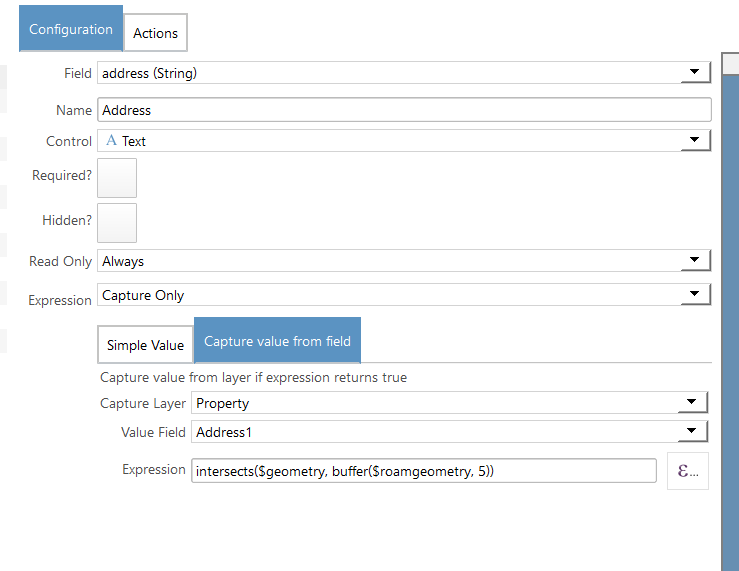 Configuration
Actions
Field address (String)
Name Address
Control A Text
Required?
Hidden?
Read Only Always
Expression Capture Only
Simple Value Capture value from field
Capture value from layer if expression returns true
Capture Layer Property
Value Field Address1
Expression intersects($geometry, buffer($roamgeometry, 5)) ε...